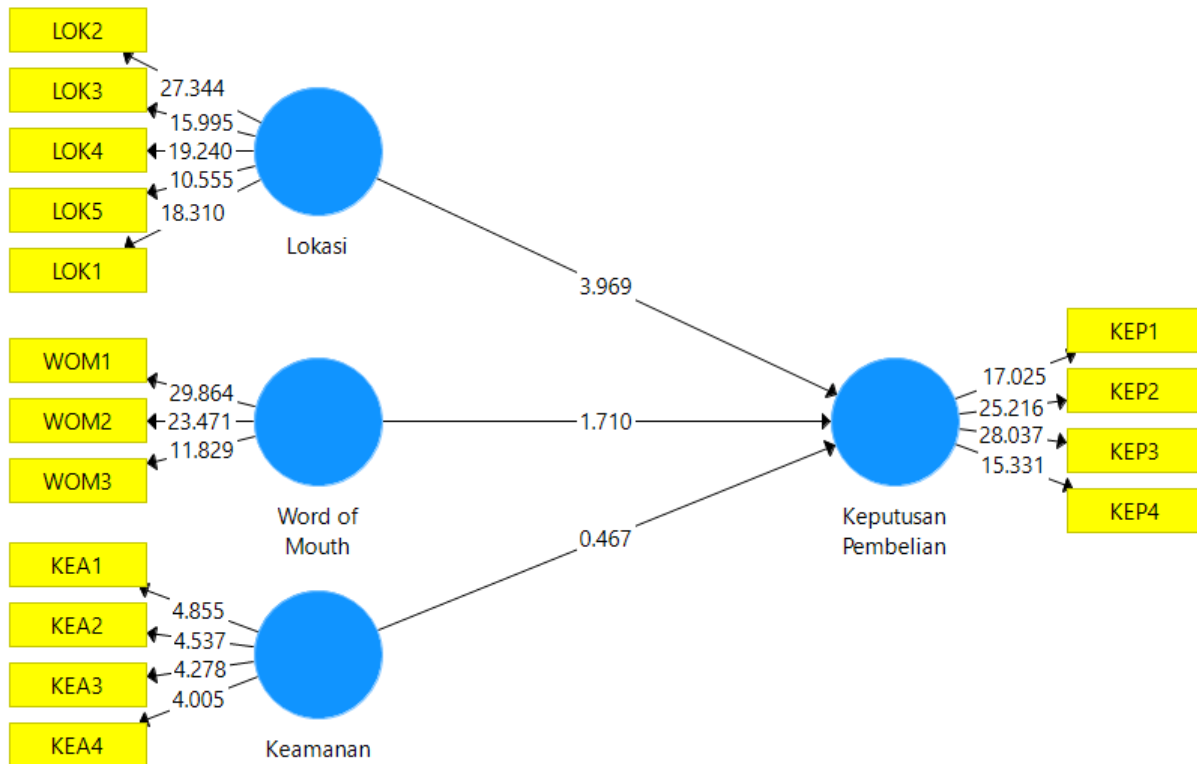 LOK2
LOK3
LOK4
LOK5
LOK1
27.344
15.995
19.240
10.555
18.310
Lokasi
3.969
WOM1
WOM2
WOM3
29.864
23.471
11.829
Word of
Mouth
1.710
KEA1
KEA2
KEA3
KEA4
4.855
4.537
4.278
4.005
Keamanan
0.467
Keputusan
Pembelian
17.025
25.216
28.037
15.331
KEP1
KEP2
KEP3
KEP4